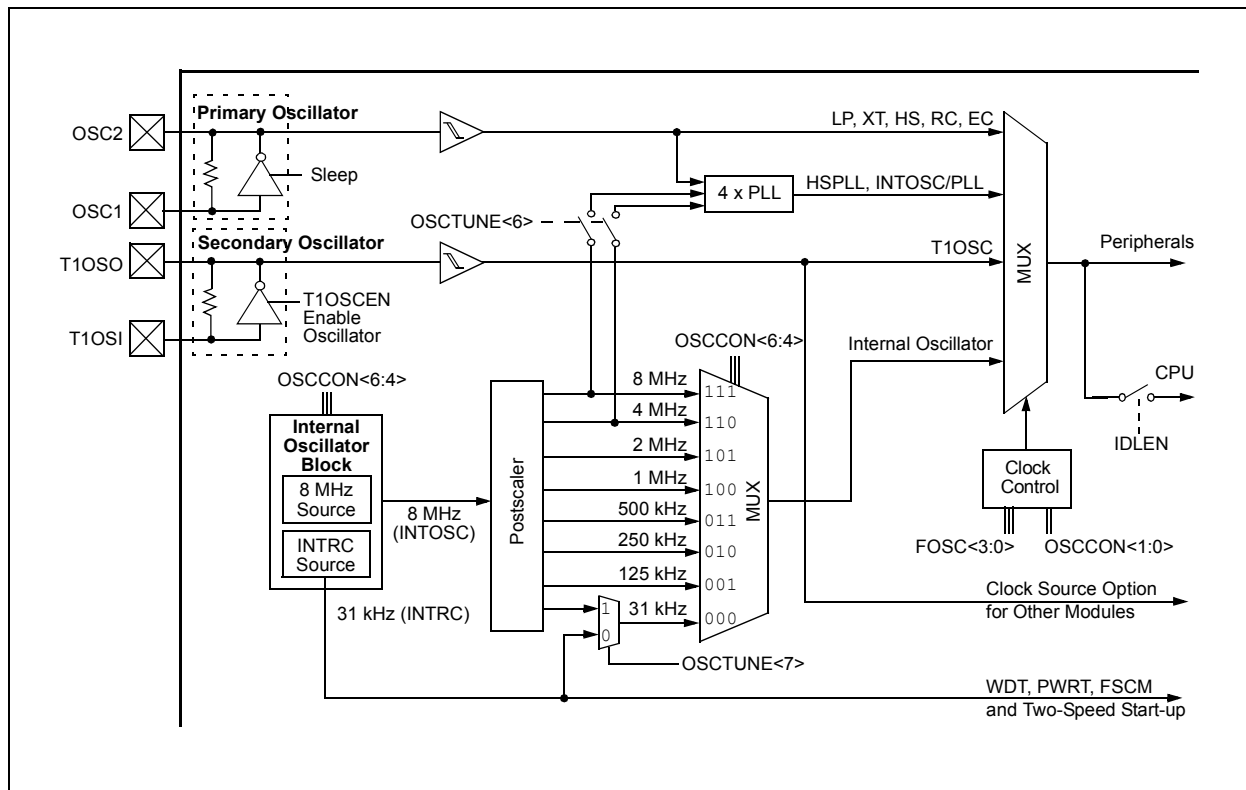 Primary Oscillator
OSC2
Sleep
OSC1
LP, XT, HS, RC, EC
4 x PLL
HSPLL, INTOSC/PLL
OSCTUNE<6>
Secondary Oscillator
T1OSO
T1OSC
T1OSCEN
Enable
Oscillator
T1OSI
MUX
Peripherals
Internal Oscillator
CPU
IDLEN
OSCCON<6:4>
OSCCON<6:4>
Internal
Oscillator
Block
8 MHz
Source
INTRC
Source
8 MHz
(INTOSC)
31 kHz (INTRC)
Postscaler
8 MHz
111
4 MHz
110
2 MHz
101
1 MHz
100
500 kHz
011
250 kHz
010
125 kHz
001
1
0
31 kHz
000
MUX
OSCTUNE<7>
Clock
Control
FOSC<3:0>
OSCCON<1:0>
Clock Source Option
for Other Modules
WDT, PWRT, FSCM
and Two-Speed Start-up